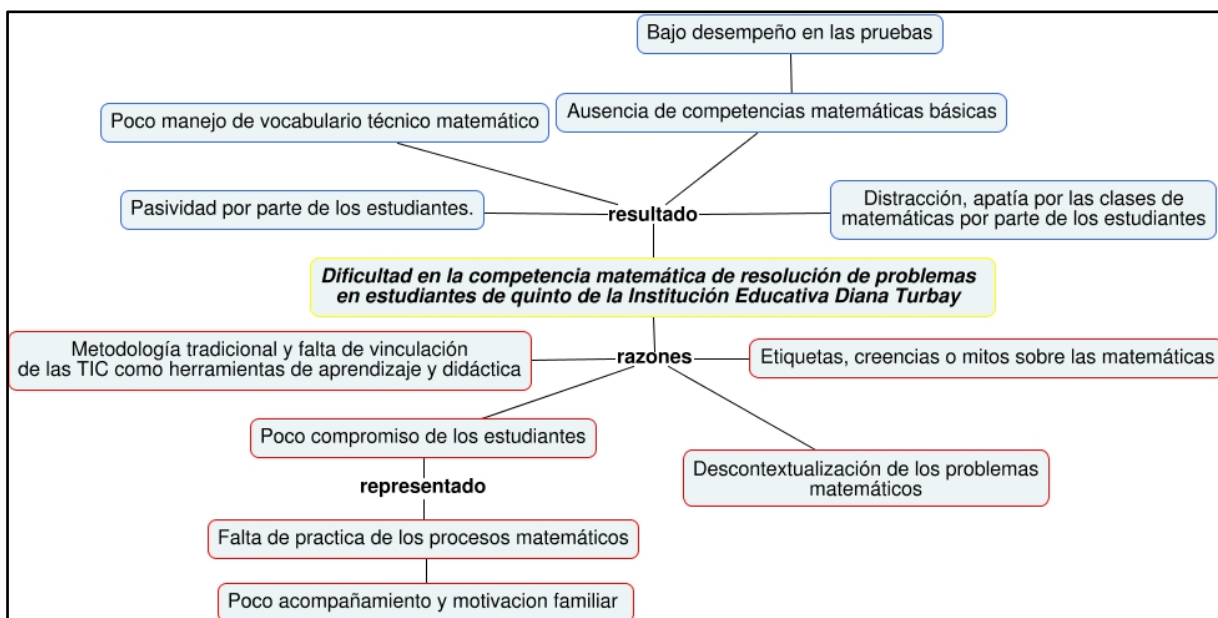 Bajo desempeño en las pruebas
Poco manejo de vocabulario técnico matemático
Ausencia de competencias matemáticas básicas
Pasividad por parte de los estudiantes.
resultado
Distracción, apatía por las clases de
matemáticas por parte de los estudiantes
Dificultad en la competencia matemática de resolución de problemas
en estudiantes de quinto de la Institución Educativa Diana Turbay
Metodología tradicional y falta de vinculación
de las TIC como herramientas de aprendizaje y didáctica
razones
Etiquetas, creencias o mitos sobre las matemáticas
Poco compromiso de los estudiantes
Descontextualización de los problemas
matemáticos
representado
Falta de practica de los procesos matemáticos
Poco acompañamiento y motivacion familiar